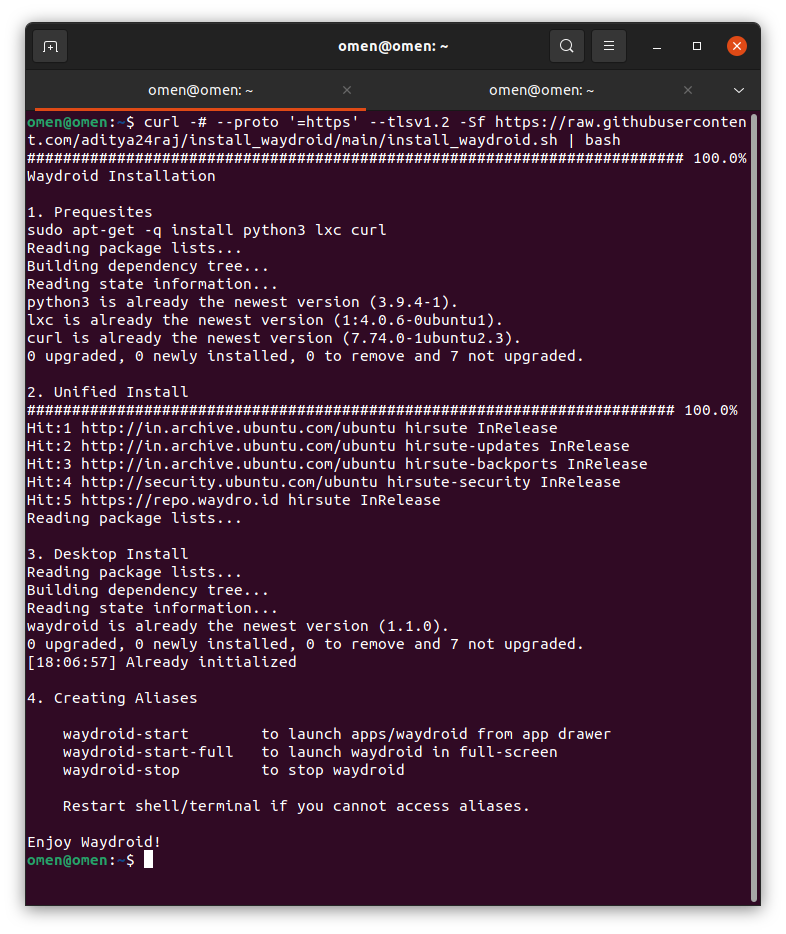 omen@omen: ~
omen@omen: ~
omen@omen: ~
omen@omen:~$ curl -# --proto '=https' --tlsv1.2 -Sf https://raw.githubuserconten
t.com/aditya24raj/install_waydroid/main/install_waydroid.sh | bash
######################################################################### 100.0%
Waydroid Installation
1. Prequesites
sudo apt-get -q install python3 lxc curl
Reading package lists...
Building dependency tree...
Reading state information...
python3 is already the newest version (3.9.4-1).
lxc is already the newest version (1:4.0.6-0ubuntu1).
curl is already the newest version (7.74.0-1ubuntu2.3).
0 upgraded, 0 newly installed, 0 to remove and 7 not upgraded.
2. Unified Install
######################################################################## 100.0%
Hit:1 http://in.archive.ubuntu.com/ubuntu hirsute InRelease
Hit:2 http://in.archive.ubuntu.com/ubuntu hirsute-updates InRelease
Hit:3 http://in.archive.ubuntu.com/ubuntu hirsute-backports InRelease
Hit:4 http://security.ubuntu.com/ubuntu hirsute-security InRelease
Hit:5 https://repo.waydro.id hirsute InRelease
Reading package lists...
3. Desktop Install
Reading package lists...
Building dependency tree...
Reading state information...
waydroid is already the newest version (1.1.0).
0 upgraded, 0 newly installed, 0 to remove and 7 not upgraded.
[18:06:57] Already initialized
4. Creating Aliases
waydroid-start to launch apps/waydroid from app drawer
waydroid-start-full to launch waydroid in full-screen
waydroid-stop to stop waydroid
Restart shell/terminal if you cannot access aliases.
Enjoy Waydroid!
omen@omen:~$